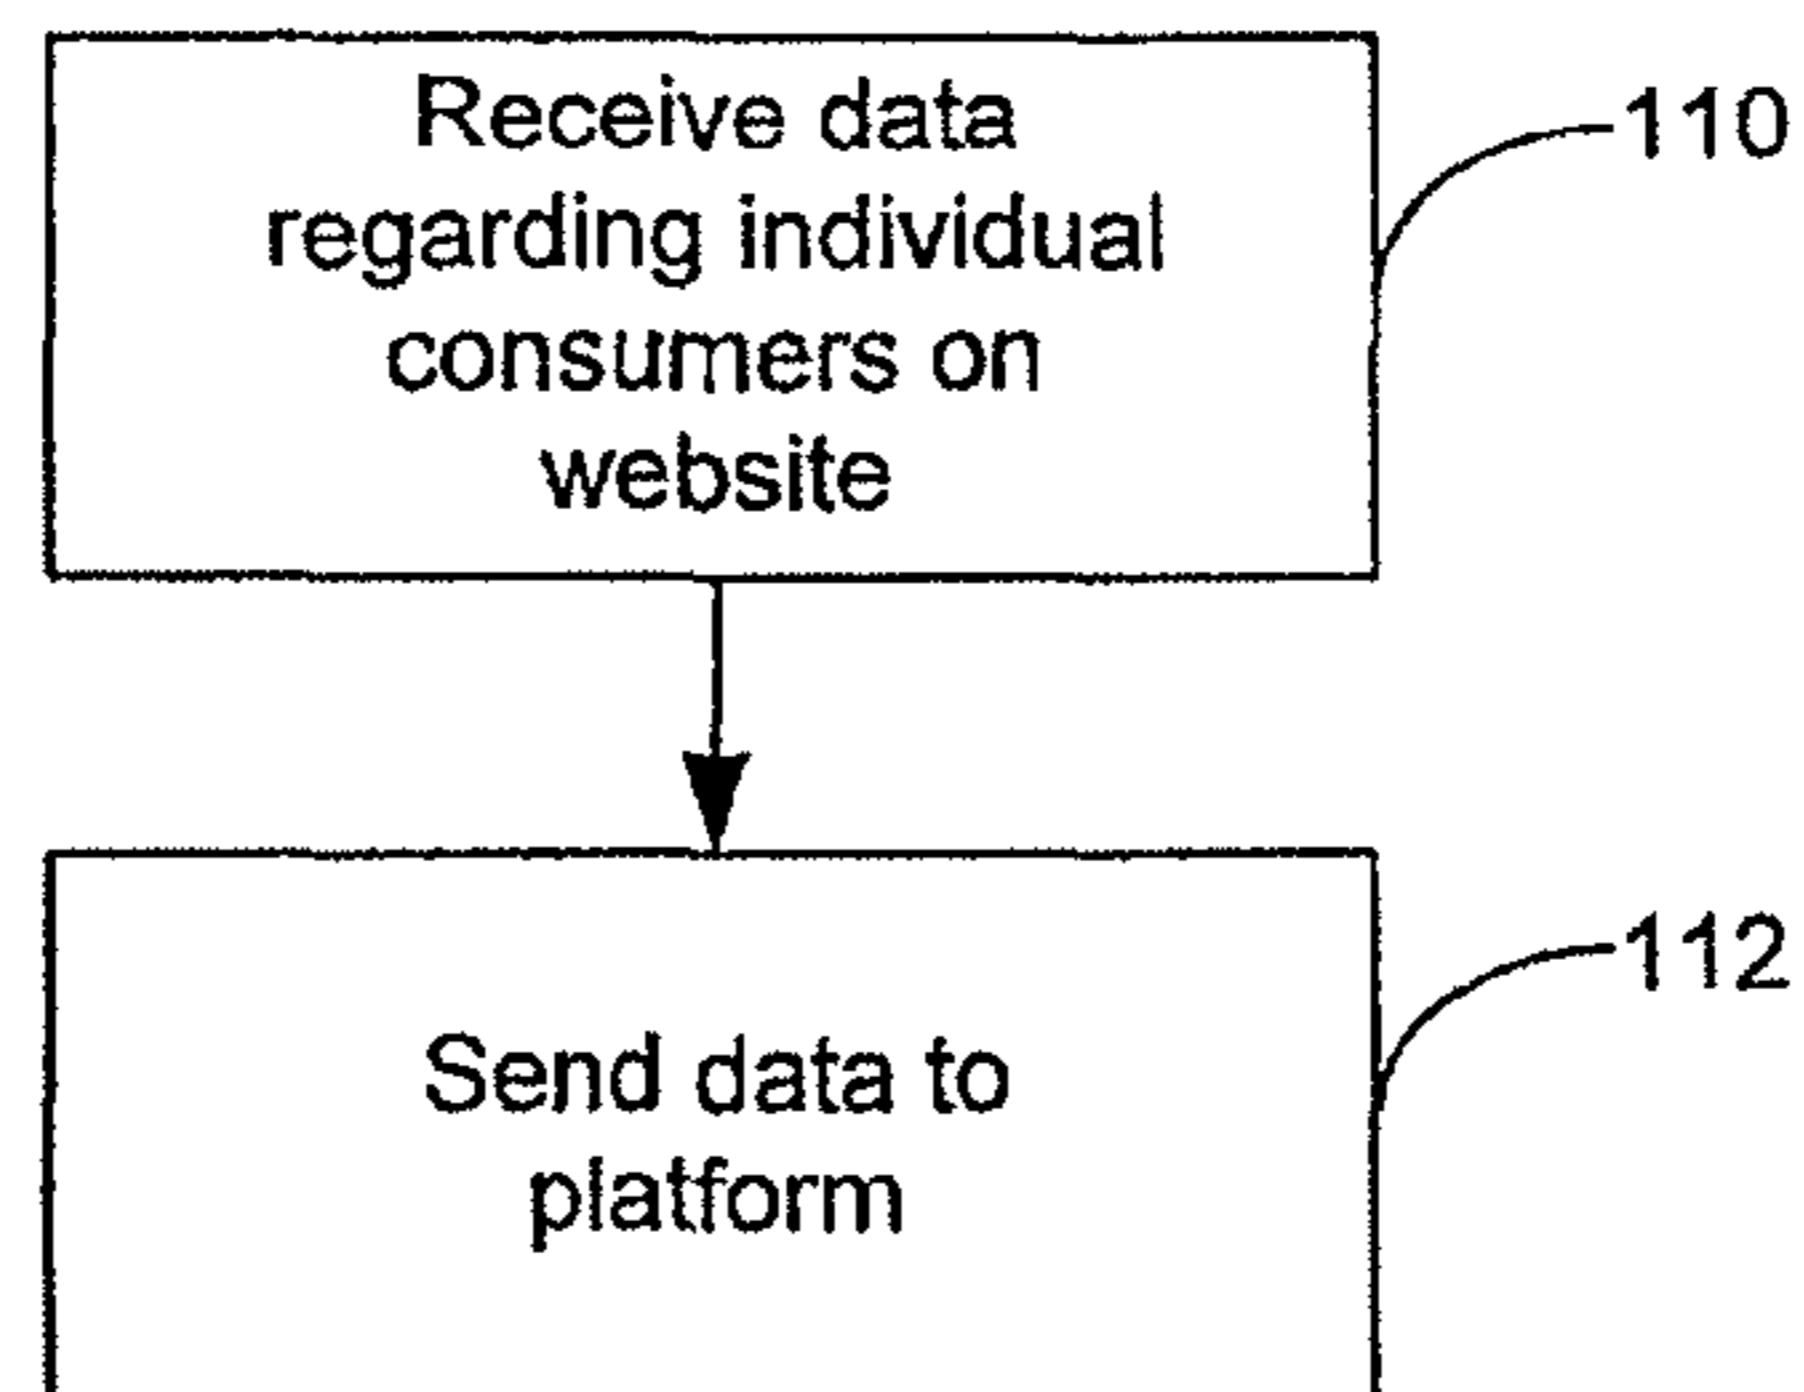 Receive data
regarding individual
consumers on
website
110
Send data to
platform
112